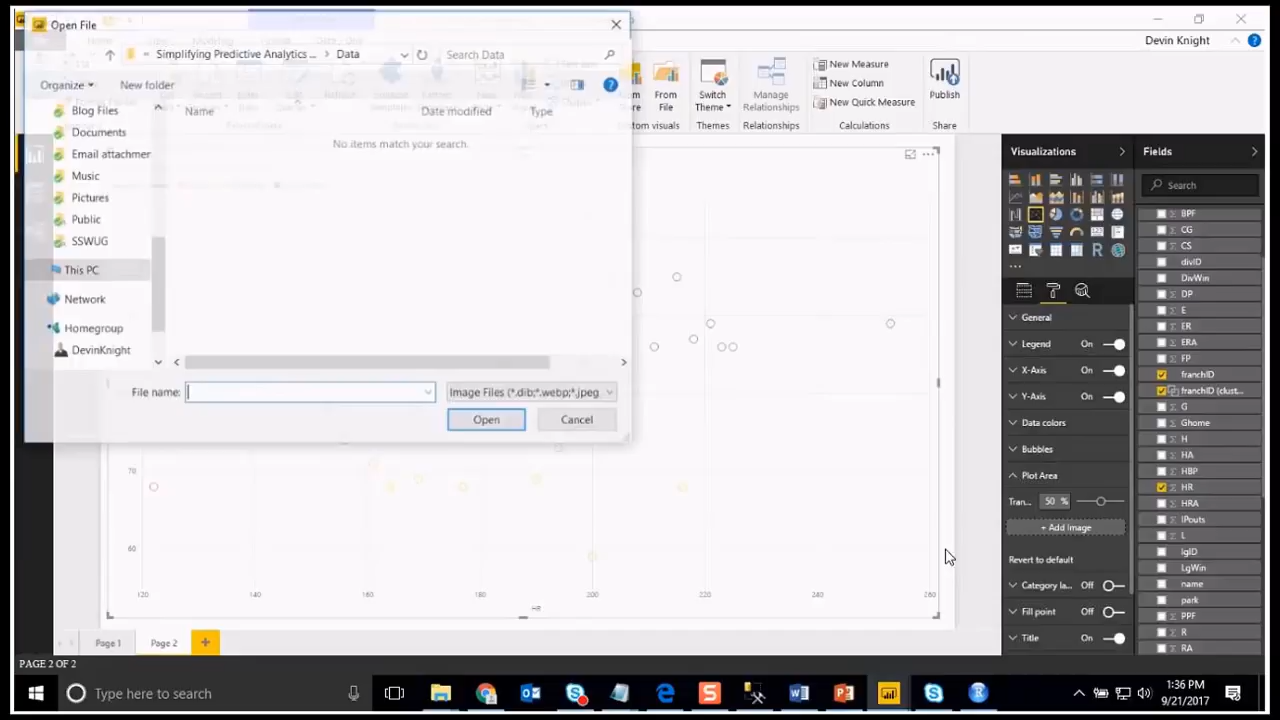 Open File
Devin Knight
Simplifying Predictive Analytics ... Data
Search Data
Organize
New folder
Blog Files
Documents
Email attachmer
Music
Pictures
Public
SSWUG
This PC
Network
Homegroup
DevinKnight
Name
Date modified
Type
No items match your search.
File name:
Image Files (*.dib;*.webp;*.jpeg
Open
Cancel
From
File
Switch
Theme
Themes
Manage
Relationships
Relationships
New Measure
New Column
New Quick Measure
Calculations
Publish
Share
70
60
120
140
160
180
200
220
240
260
HR
Visualizations
General
Legend On
X-Axis On
Y-Axis On
Data colors
Bubbles
Plot Area
Tran... 50 %
+ Add Image
Revert to default
Category la... Off
Fill point Off
Title On
Fields
Search
BPF
CG
CS
divID
DivWin
DP
E
ER
ERA
FP
franchID
franchID (clust...
G
Ghome
H
HA
HBP
HR
HRA
IPouts
L
lgID
LgWin
name
park
PPF
R
RA
Page 1
Page 2
PAGE 2 OF 2
Type here to search
1:36 PM
9/21/2017